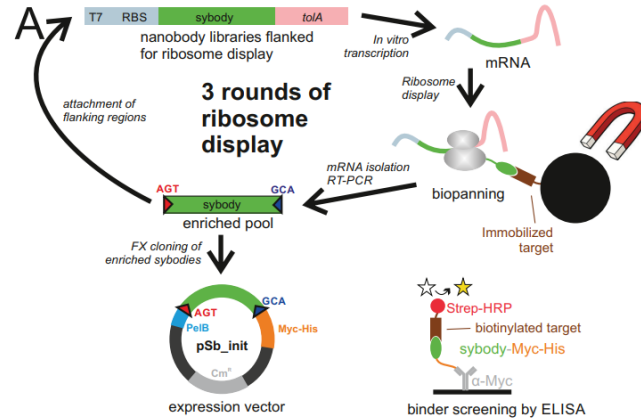 A
T7 RBS sybody tolA
nanobody libraries flanked
for ribosome display
In vitro
transcription
mRNA
Ribosome
display
attachment of
flanking regions
3 rounds of
ribosome
display
mRNA isolation
RT-PCR
biopanning
Immobilized
target
AGT
GCA
sybody
enriched pool
FX cloning of
enriched sybodies
AGT
GCA
PelB
Myc-His
pSb_init
Cmᴿ
expression vector
Strep-HRP
biotinylated target
sybody-Myc-His
α-Myc
binder screening by ELISA